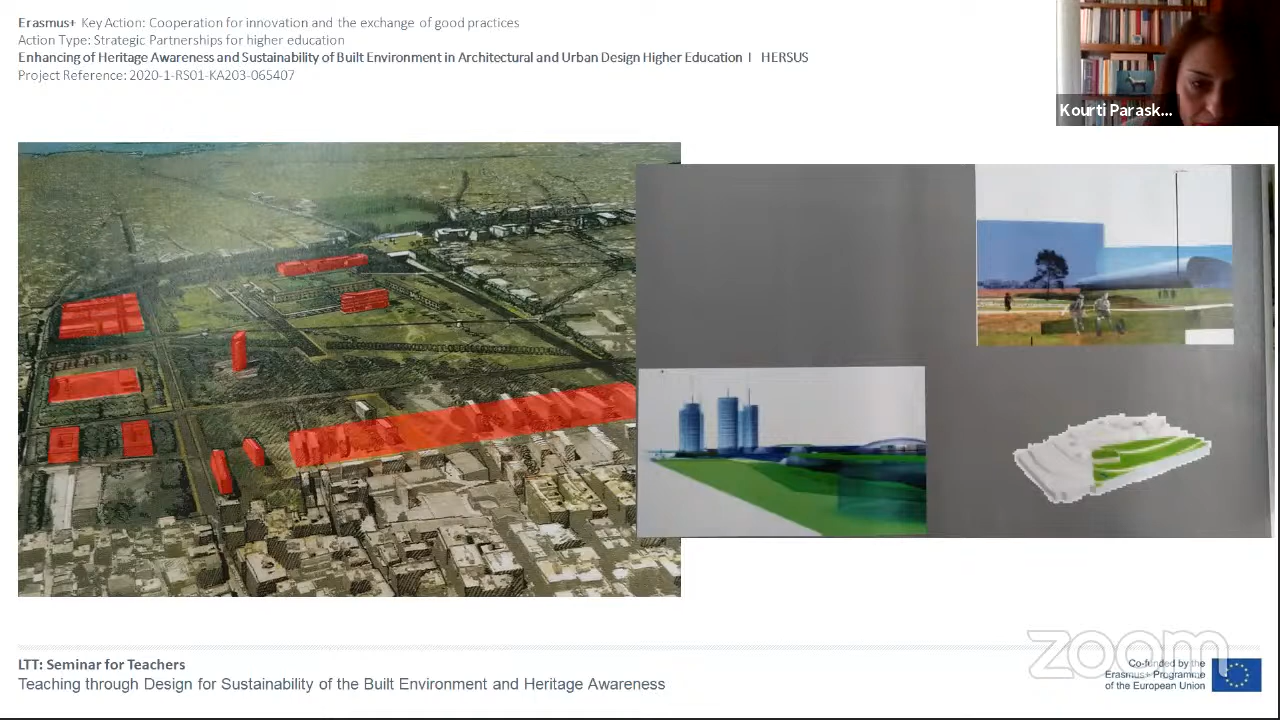 Erasmus+ Key Action: Cooperation for innovation and the exchange of good practices
Action Type: Strategic Partnerships for higher education
Enhancing of Heritage Awareness and Sustainability of Built Environment in Architectural and Urban Design Higher Education I HERSUS
Project Reference: 2020-1-RS01-KA203-065407
Kourti Parask...
LTT: Seminar for Teachers
Teaching through Design for Sustainability of the Built Environment and Heritage Awareness
zoom
Co-funded by the
Erasmus+ Programme
of the European Union